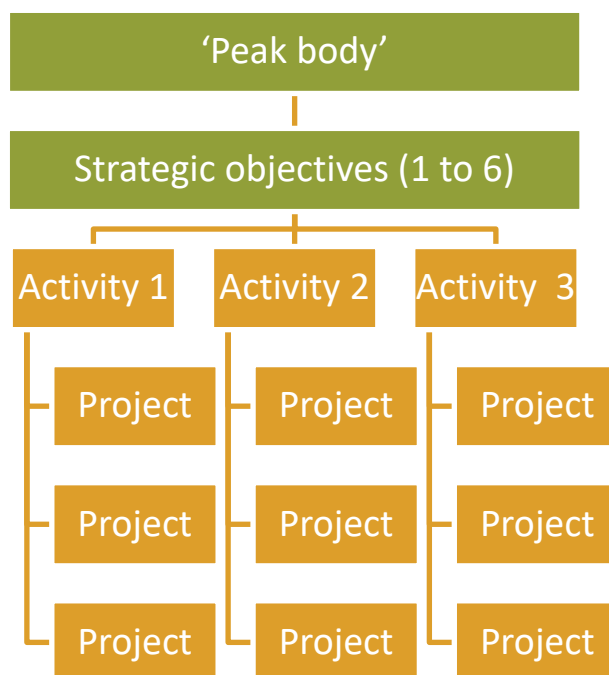 ‘Peak body’
Strategic objectives (1 to 6)
Activity 1
Activity 2
Activity  3
Project
Project
Project
Project
Project
Project
Project
Project
Project